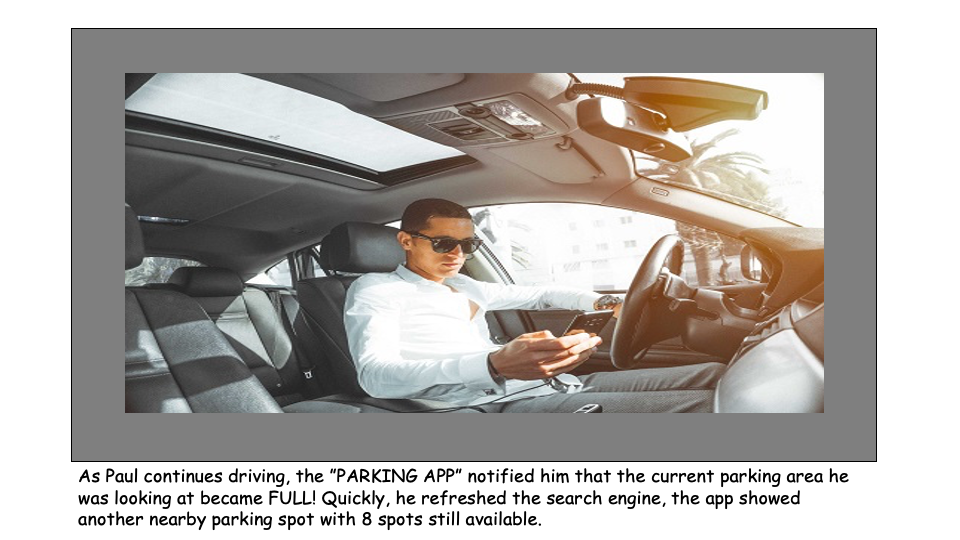 As Paul continues driving, the "PARKING APP" notified him that the current parking area he
was looking at became FULL! Quickly, he refreshed the search engine, the app showed
another nearby parking spot with 8 spots still available.